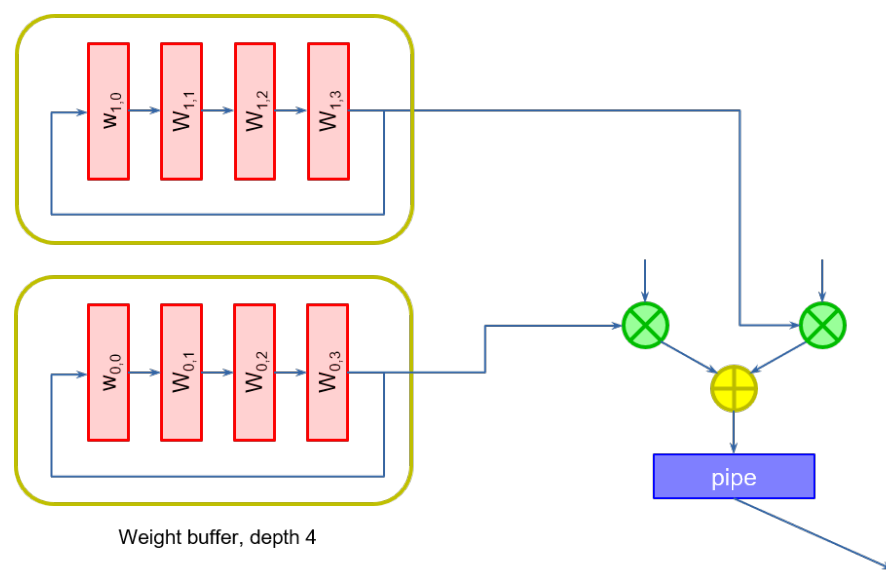 w1,0
W1,1
W1,2
W1,3
w0,0
W0,1
W0,2
W0,3
pipe
Weight buffer, depth 4